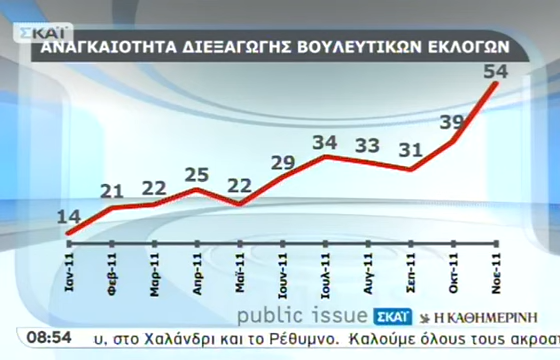 ΣΚΑΪ
ΑΝΑΓΚΑΙΟΤΗΤΑ ΔΙΕΞΑΓΩΓΗΣ ΒΟΥΛΕΥΤΙΚΩΝ ΕΚΛΟΓΩΝ
14 21 22 25 22 29 34 33 31 39 54
Ιαν-11 Φεβ-11 Μαρ-11 Απρ-11 Μαϊ-11 Ιουν-11 Ιουλ-11 Αυγ-11 Σεπ-11 Οκτ-11 Νοε-11
public issue ΣΚΑΪ Η ΚΑΘΗΜΕΡΙΝΗ
08:54 υ, στο Χαλάνδρι και το Ρέθυμνο. Καλούμε όλους τους ακροα